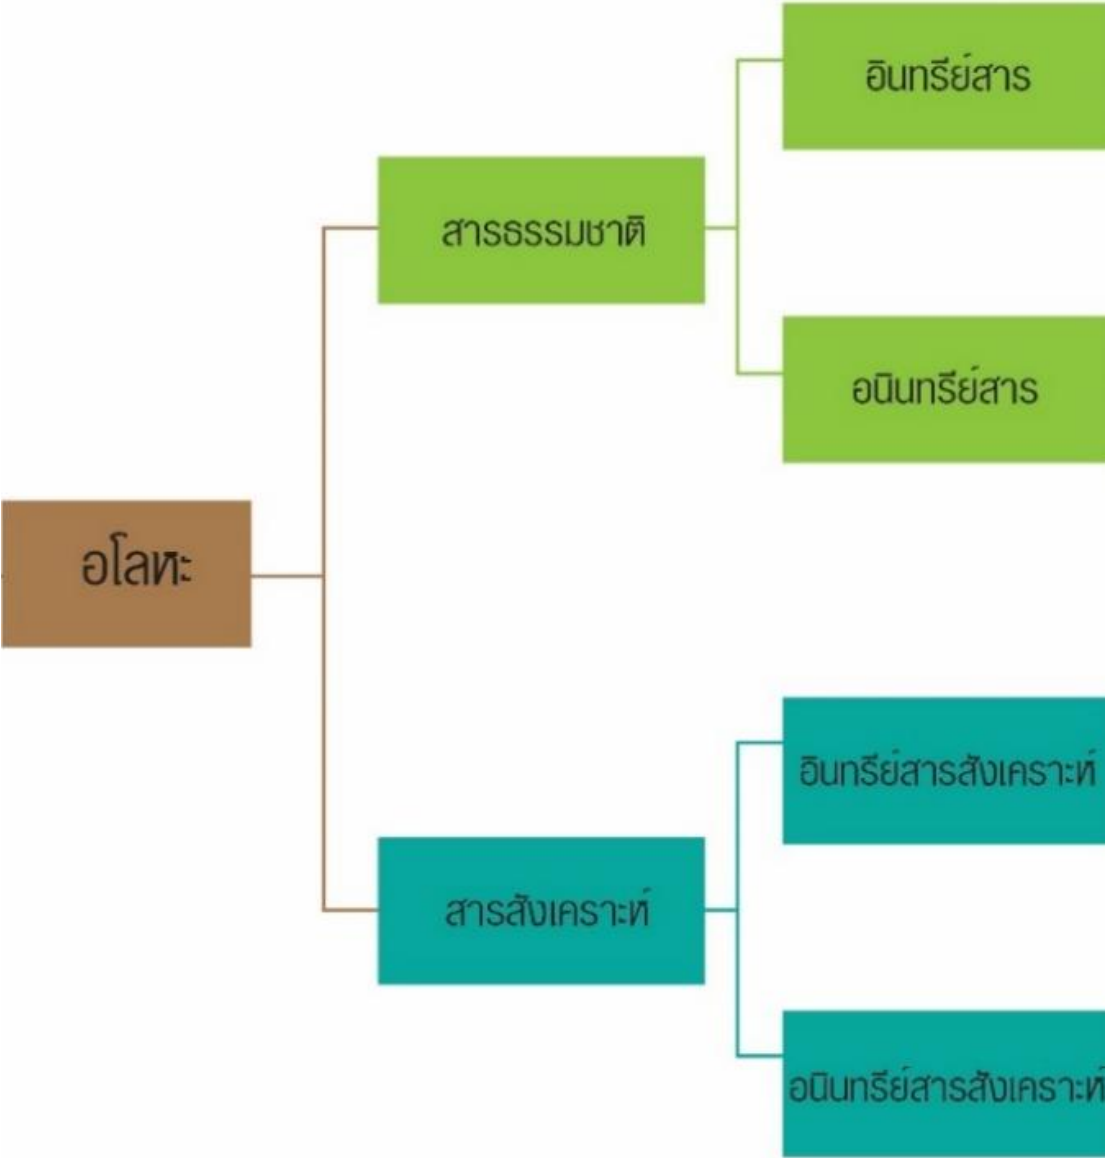 อินทรีย์สาร
สารธรรมชาติ
อนินทรีย์สาร
อโลหะ
อินทรีย์สารสังเคราะห์
สารสังเคราะห์
อนินทรีย์สารสังเคราะห์